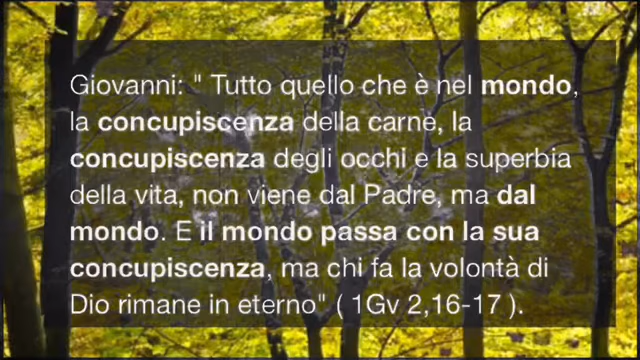 Giovanni: " Tutto quello che è nel mondo,
la concupiscenza della carne, la
concupiscenza degli occhi e la superbia
della vita, non viene dal Padre, ma dal
mondo. E il mondo passa con la sua
concupiscenza, ma chi fa la volontà di
Dio rimane in eterno" ( 1Gv 2,16-17 ).